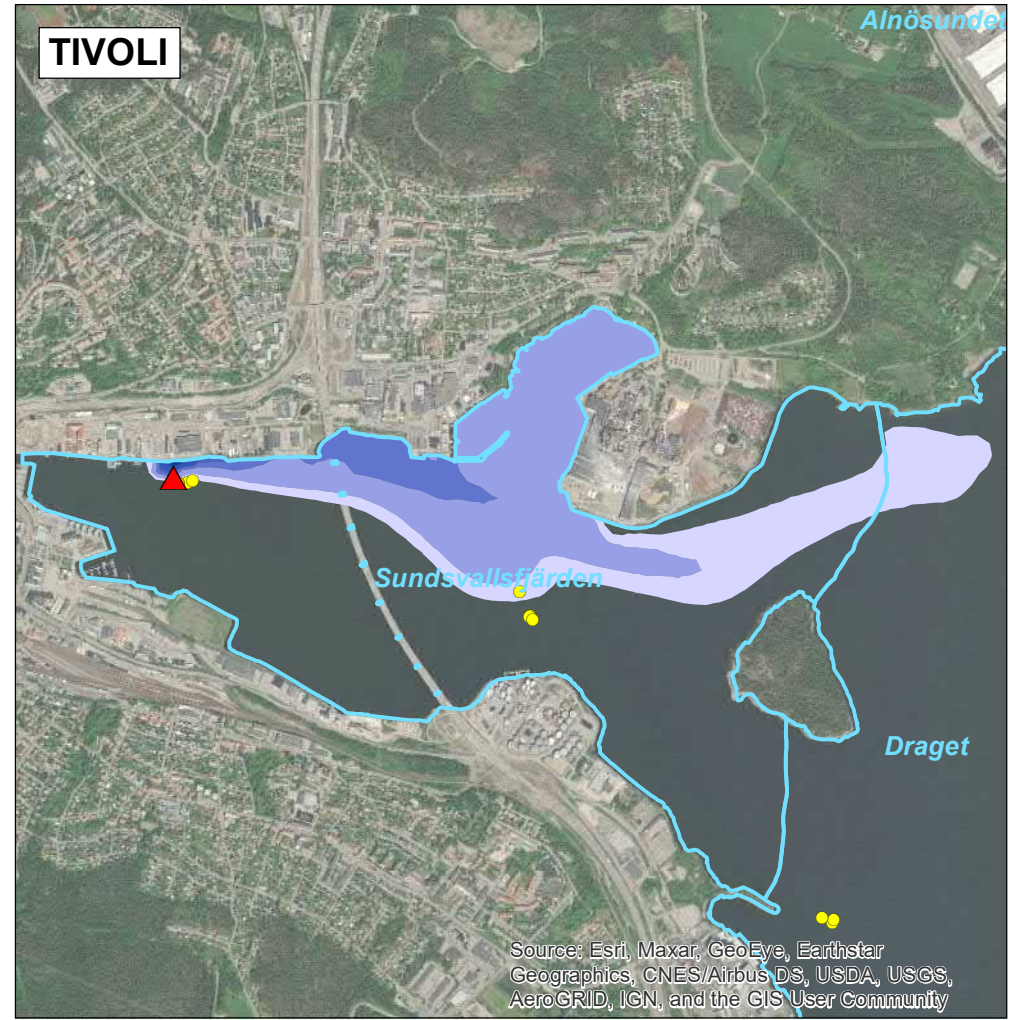 Alnösundet
TIVOLI
Sundsvallsfjärden
Draget
Source: Esri, Maxar, GeoEye, Earthstar
Geographics, CNES/Airbus DS, USDA, USGS,
AeroGRID, IGN, and the GIS User Community